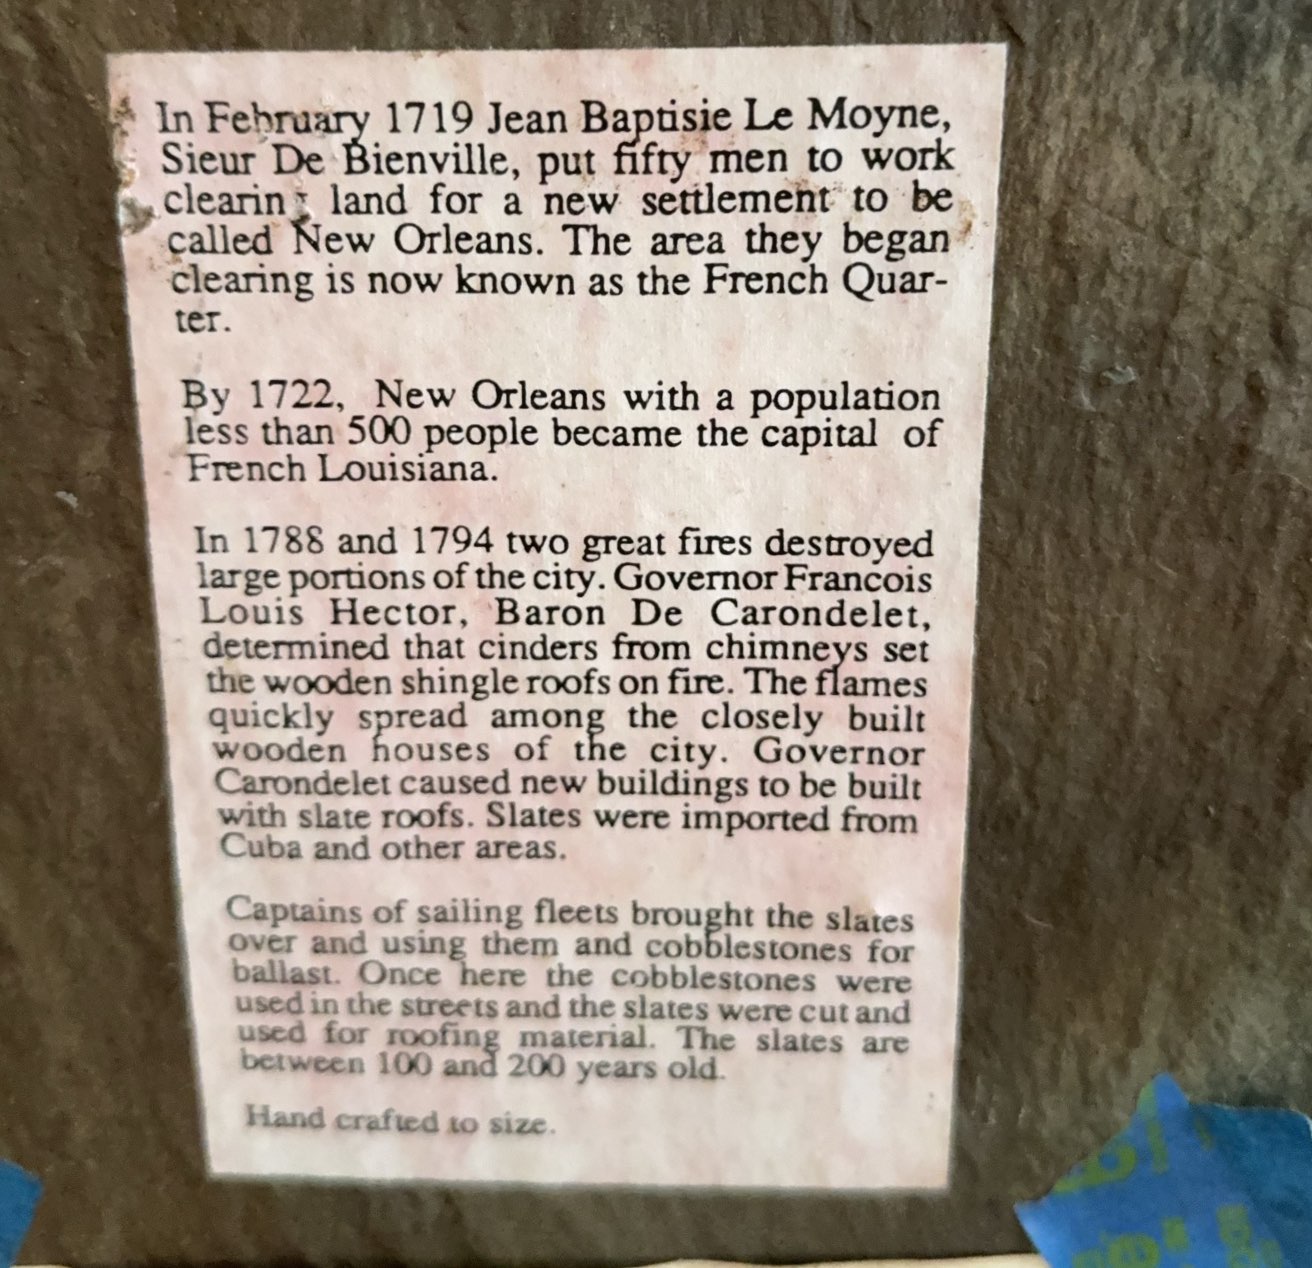 In February 1719 Jean Baptisie Le Moyne,
Sieur De Bienville, put fifty men to work
clearing land for a new settlement to be
called New Orleans. The area they began
clearing is now known as the French Quar-
ter.
By 1722, New Orleans with a population
less than 500 people became the capital of
French Louisiana.
In 1788 and 1794 two great fires destroyed
large portions of the city. Governor Francois
Louis Hector, Baron De Carondelet,
determined that cinders from chimneys set
the wooden shingle roofs on fire. The flames
quickly spread among the closely built
wooden houses of the city. Governor
Carondelet caused new buildings to be built
with slate roofs. Slates were imported from
Cuba and other areas.
Captains of sailing fleets brought the slates
over and using them and cobblestones for
ballast. Once here the cobblestones were
used in the streets and the slates were cut and
used for roofing material. The slates are
between 100 and 200 years old.
Hand crafted to size.